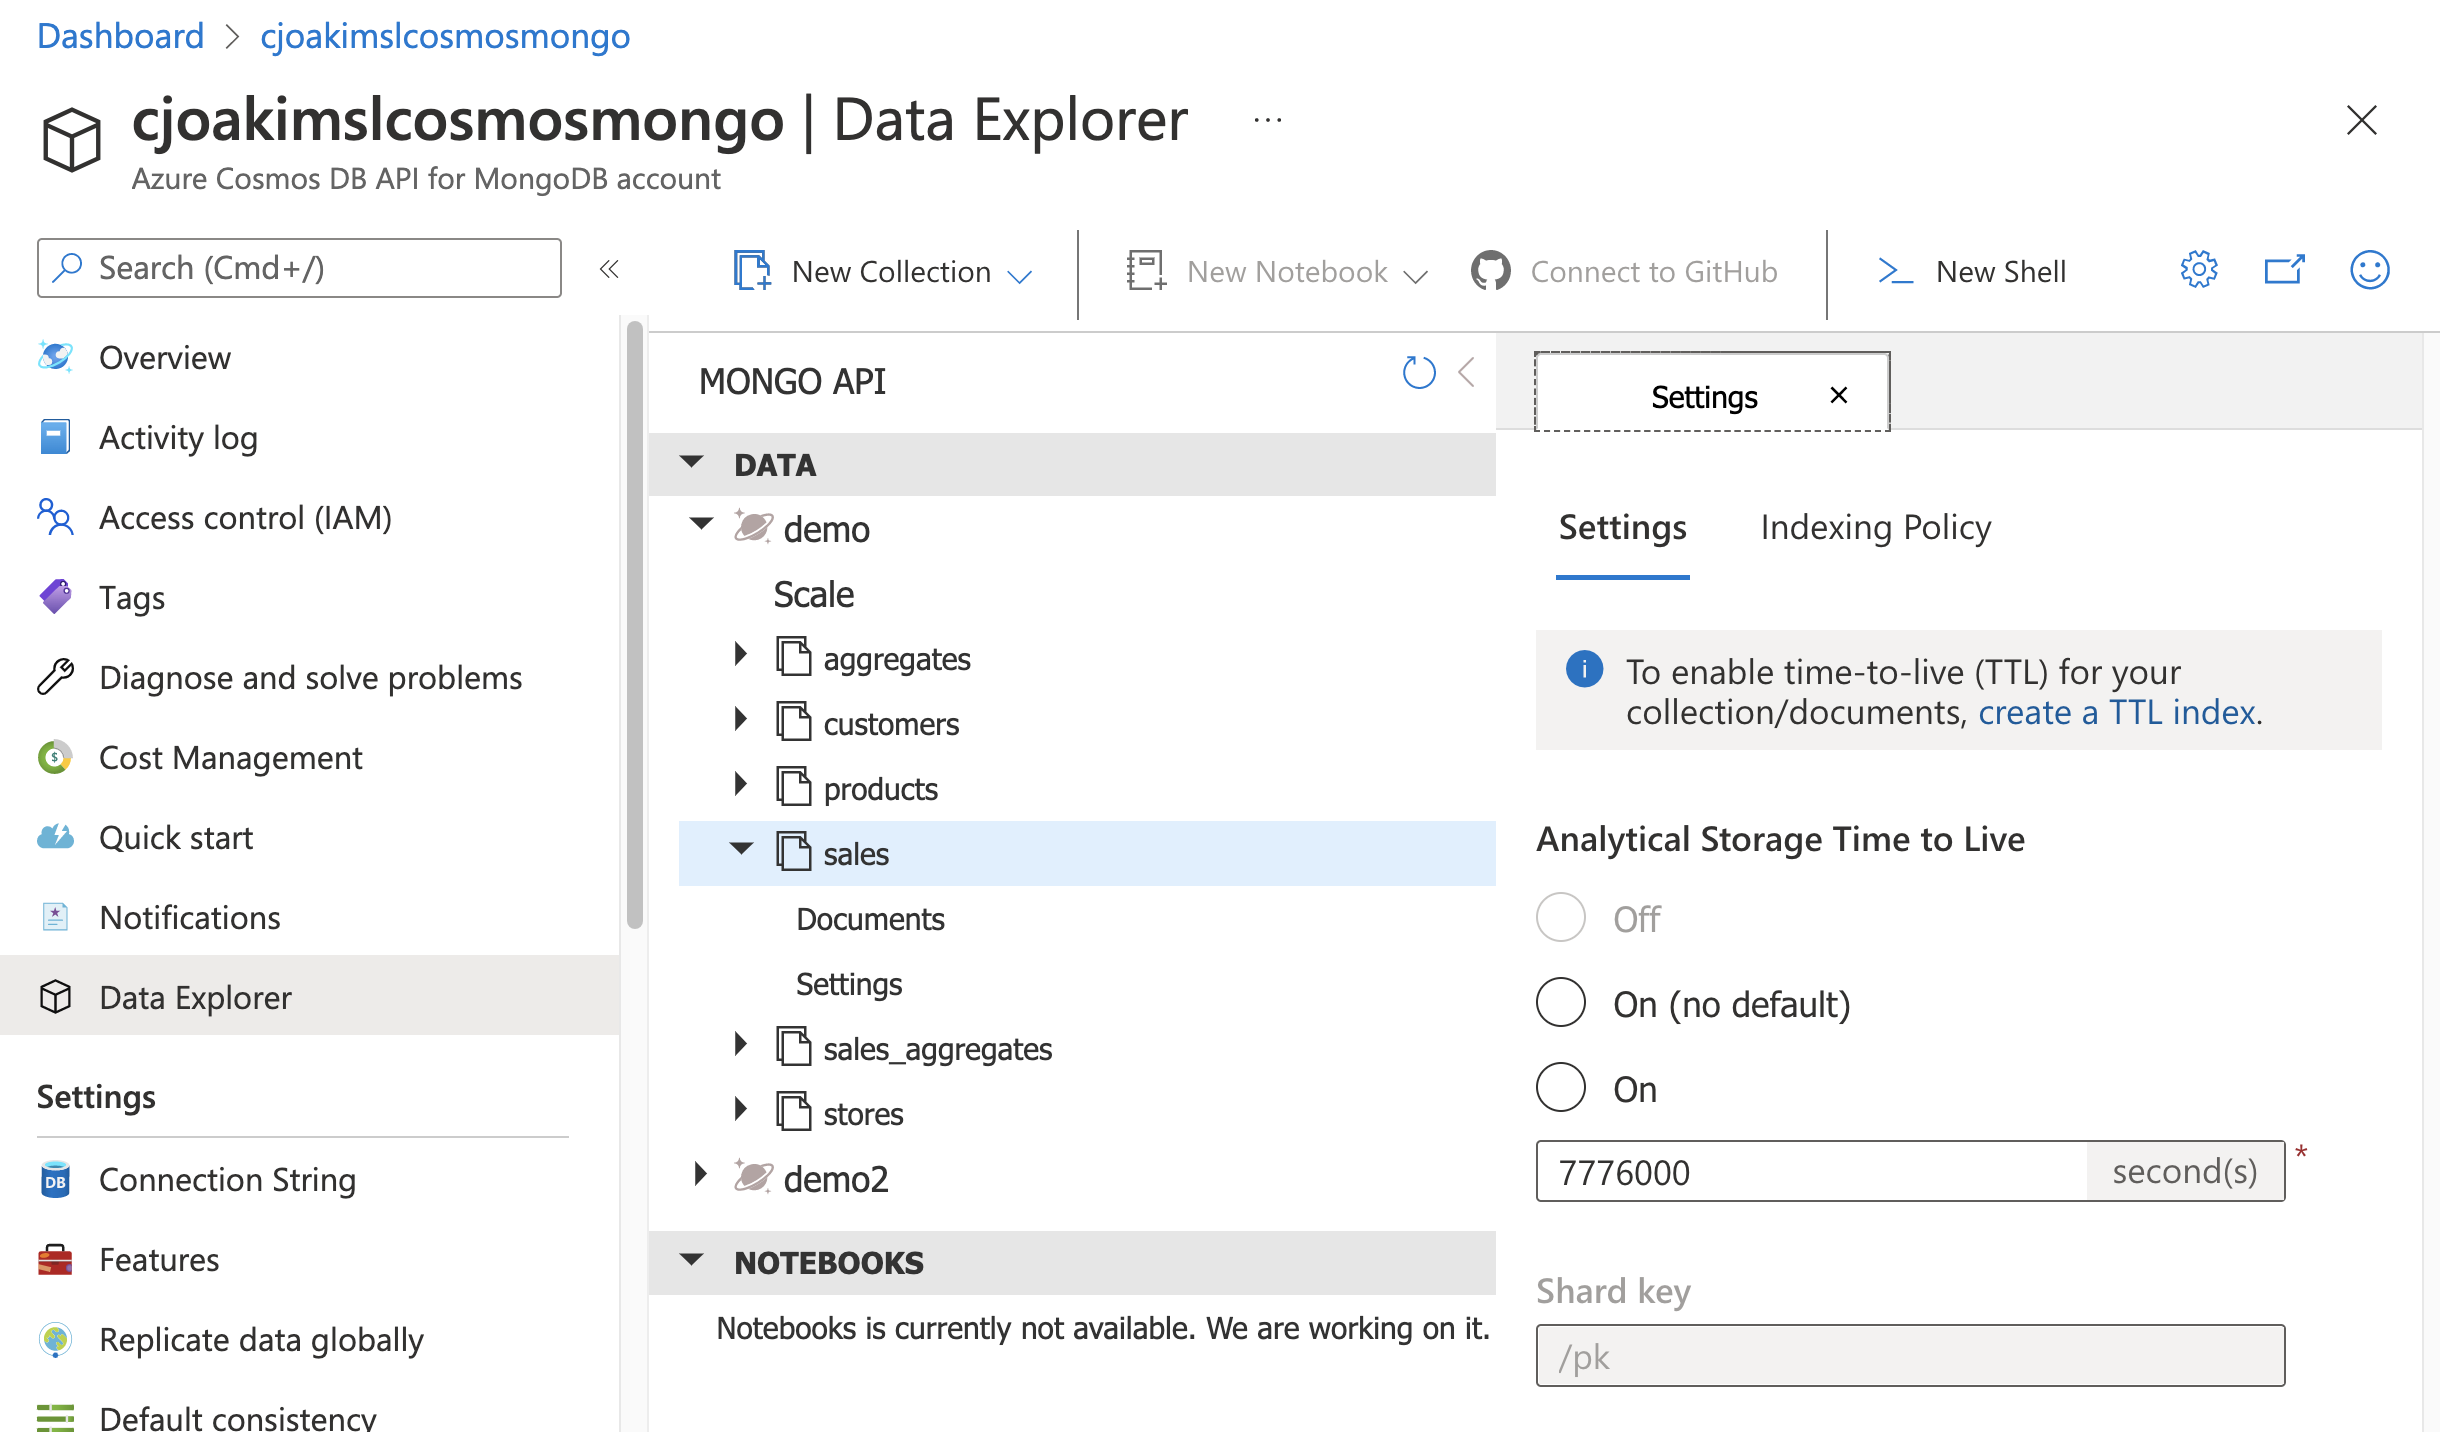 Dashboard > cjoakimslcosmosmongo
cjoakimslcosmosmongo | Data Explorer ...
Azure Cosmos DB API for MongoDB account
Search (Cmd+/)
«
New Collection
New Notebook
Connect to GitHub
New Shell
Overview
Activity log
Access control (IAM)
Tags
Diagnose and solve problems
Cost Management
Quick start
Notifications
Data Explorer
Settings
Connection String
DB
Features
Replicate data globally
Default consistency
MONGO API
DATA
demo
Scale
aggregates
customers
products
sales
Documents
Settings
sales_aggregates
stores
demo2
NOTEBOOKS
Notebooks is currently not available. We are working on it.
Settings
Settings
Indexing Policy
To enable time-to-live (TTL) for your
collection/documents, create a TTL index.
Analytical Storage Time to Live
Off
On (no default)
On
7776000 second(s) *
Shard key
/pk